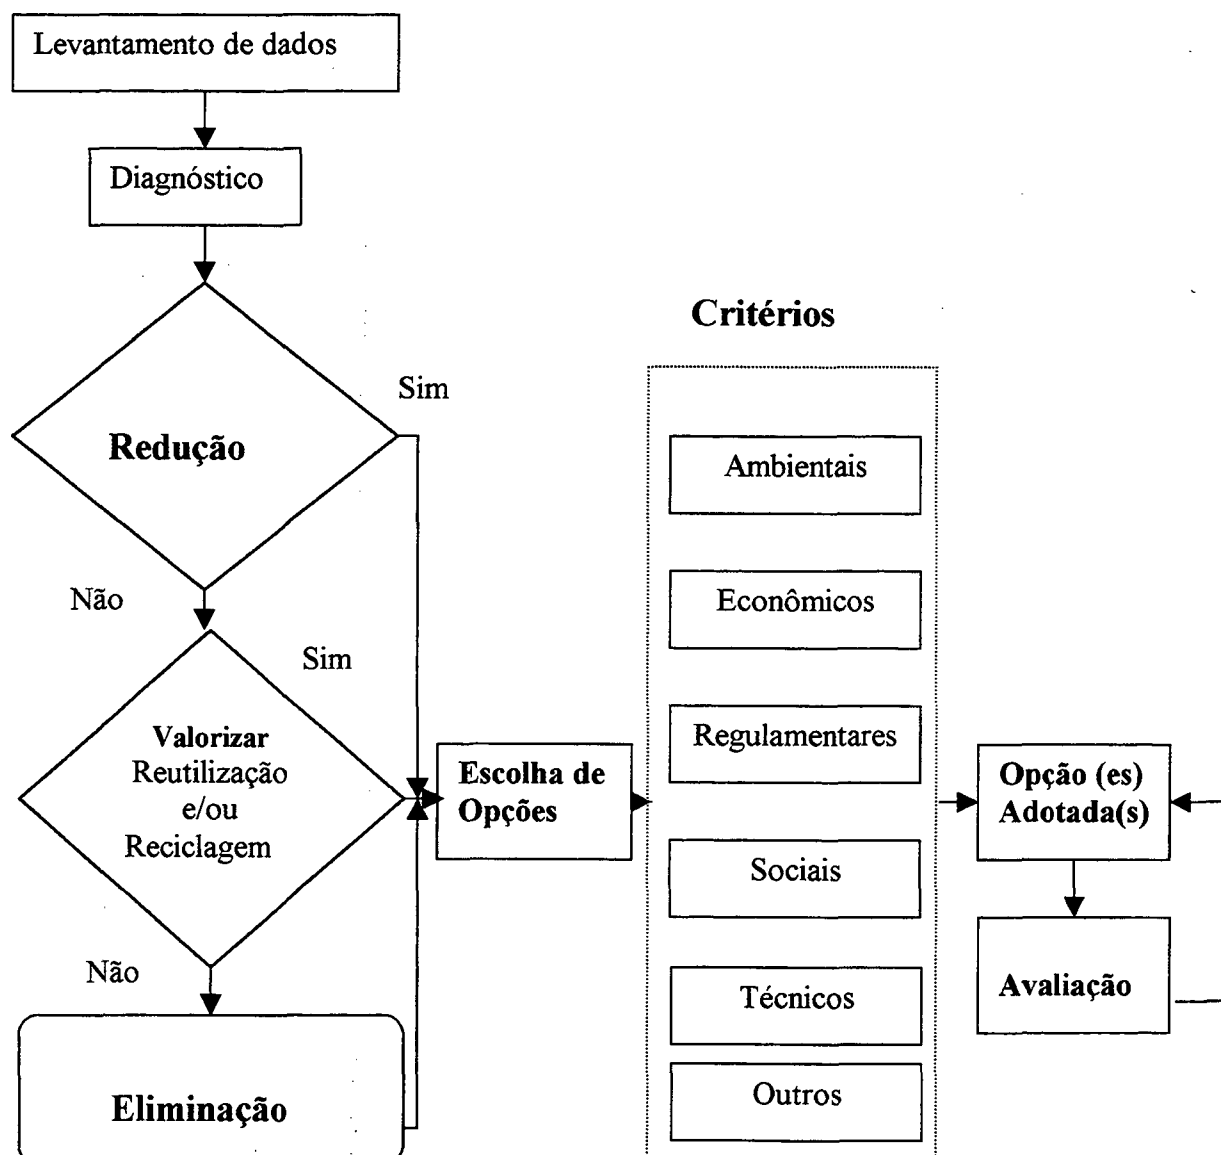 Levantamento de dados
Diagnóstico
Redução
Sim
Não
Sim
Valorizar
Reutilização
e/ou
Reciclagem
Não
Eliminação
Escolha de
Opções
Critérios
Ambientais
Econômicos
Regulamentares
Sociais
Técnicos
Outros
Opção (es)
Adotada(s)
Avaliação